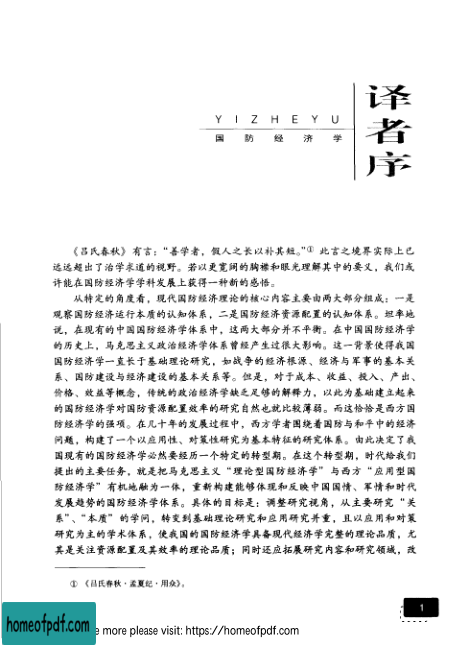 YIZHEYU
国防经济学
译者序
《吕氏春秋》有言：“善学者，假人之长以补其短。”① 此言之境界实际上已
远远超出了治学求道的视野。若以更宽阔的胸襟和眼光理解其中的要义，我们或
许能在国防经济学学科发展上获得一种新的感悟。
从特定的角度看，现代国防经济理论的核心内容主要由两大部分组成：一是
观察国防经济运行本质的认知体系，二是国防经济资源配置的认知体系。坦率地
说，在现有的中国国防经济学体系中，这两大部分并不平衡。在中国国防经济学
的历史上，马克思主义政治经济学体系曾经产生过很大影响。这一背景使得我国
国防经济学一直长于基础理论研究，如战争的经济根源、经济与军事的基本关
系、国防建设与经济建设的基本关系等。但是，对于成本、收益、投入、产出、
价格、效益等概念，传统的政治经济学缺乏足够的解释力，以此为基础建立起来
的国防经济学对国防资源配置效率的研究自然也就比较薄弱。而这恰恰是西方国
防经济学的强项。在几十年的发展过程中，西方学者围绕着国防与和平中的经济
问题，构建了一个以应用性、对策性研究为基本特征的研究体系。由此决定了我
国现有的国防经济学必然要经历一个特定的转型期。在这个转型期，时代给我们
提出的主要任务，就是把马克思主义“理论型国防经济学”与西方“应用型国
防经济学”有机地融为一体，重新构建能够体现和反映中国国情、军情和时代
发展趋势的国防经济学体系。具体的目标是：调整研究视角，从主要研究“关
系”、“本质”的学问，转变到基础理论研究和应用研究并重，且以应用和对策
研究为主的学术体系，使我国的国防经济学具备现代经济学完整的理论品质，尤
其是关注资源配置及其效率的理论品质；同时还应拓展研究内容和研究领域，改
① 《吕氏春秋·孟夏纪·用众》。
1
homeofpdf.com
e more please visit: https://homeofpdf.com